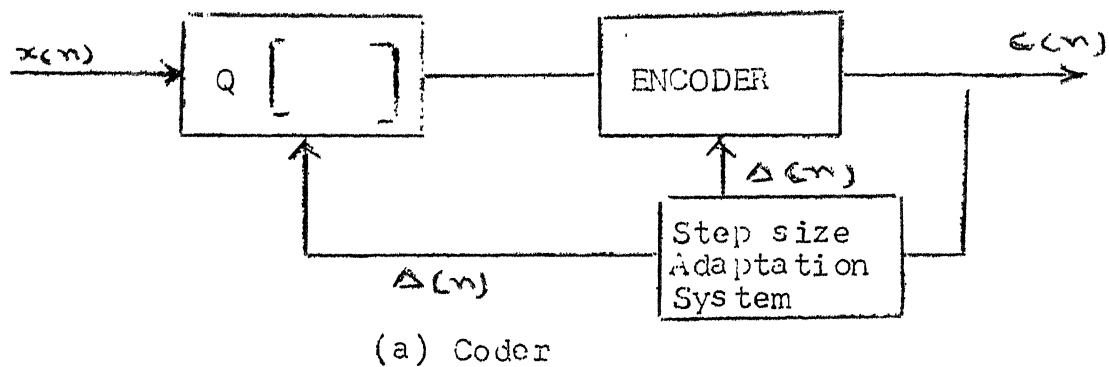 x(n)
Q [ ]
ENCODER
c(n)
Δ(n)
Step size
Adaptation
System
Δ(n)
(a) Coder